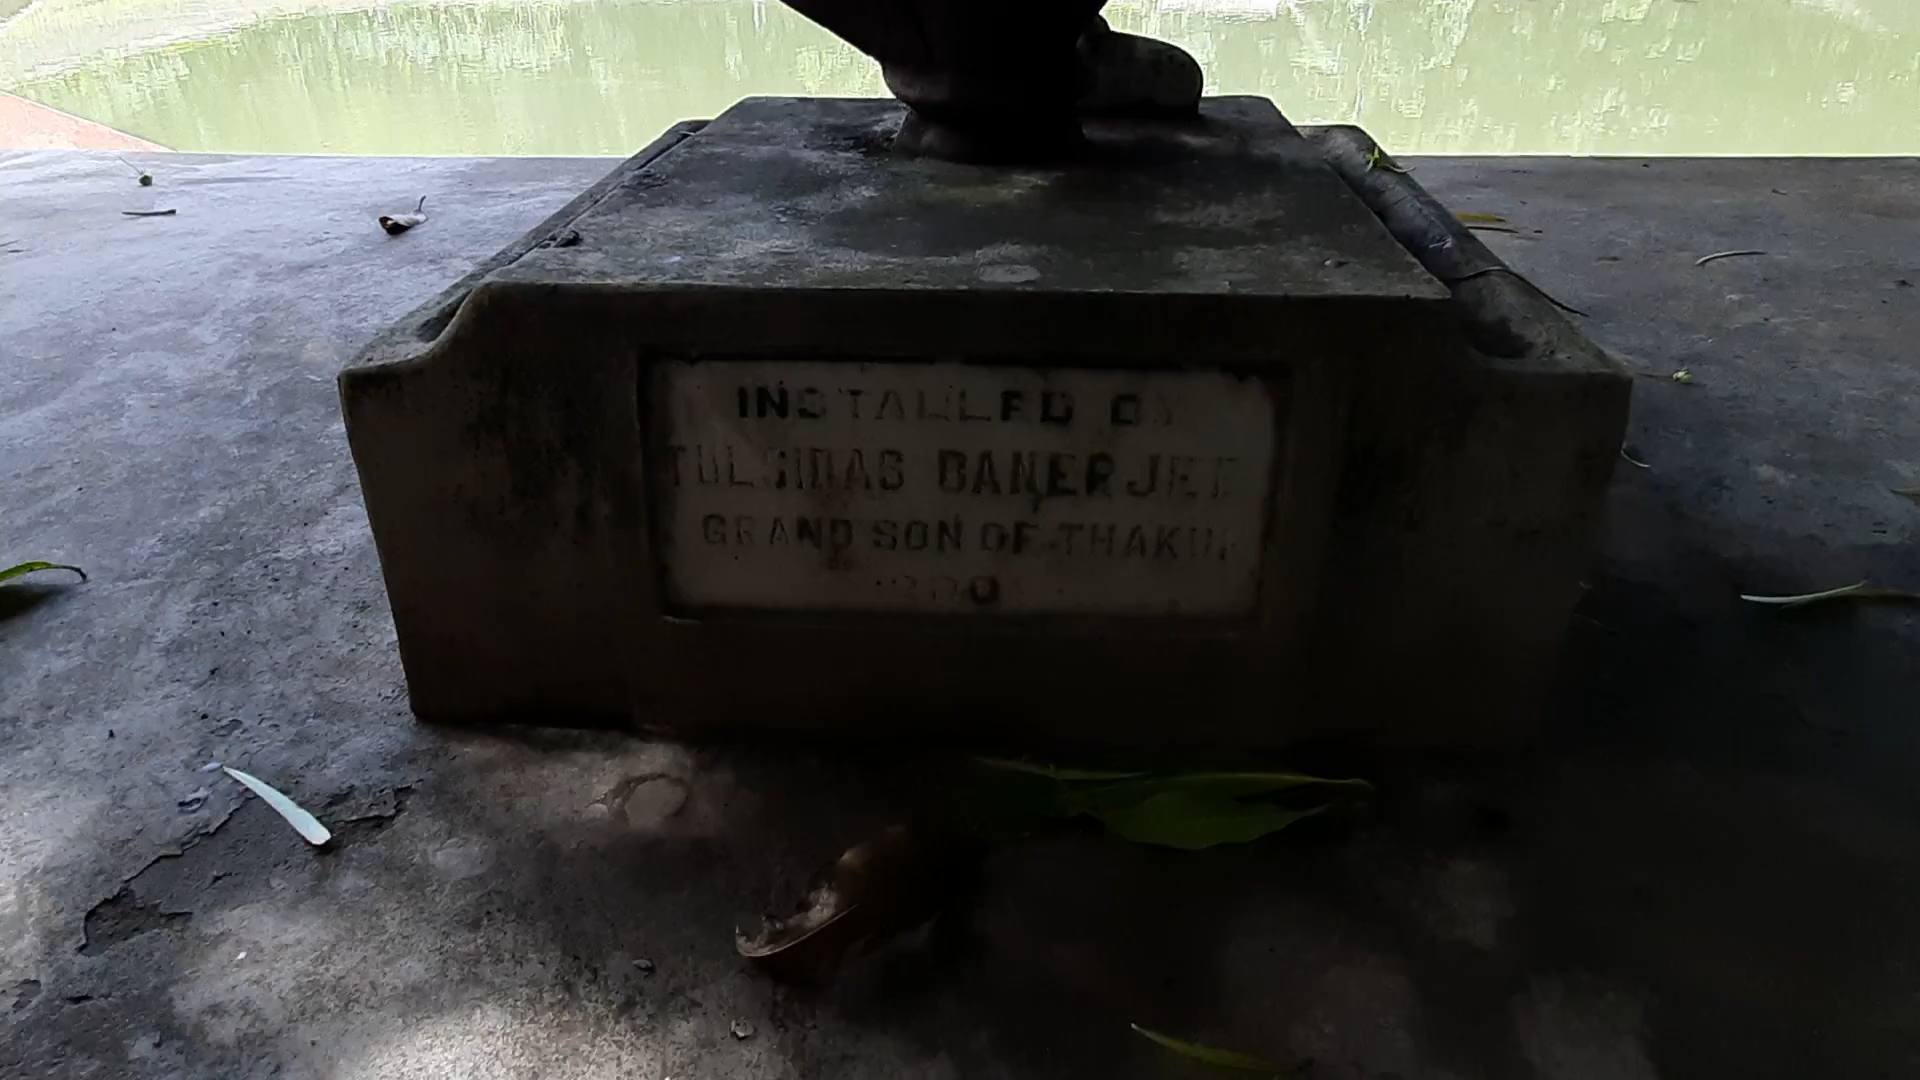 INSTALLED BY
TULSIDAS BANERJEE
GRAND SON OF THAKUR